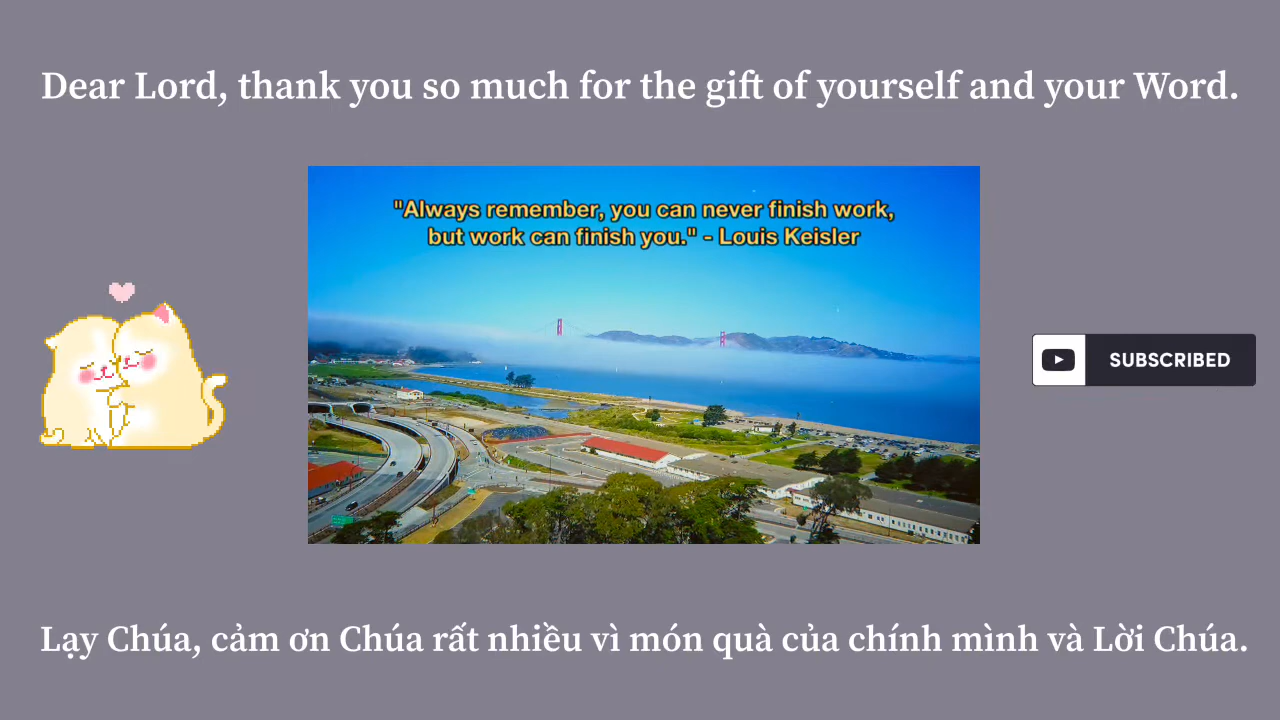 Dear Lord, thank you so much for the gift of yourself and your Word.
"Always remember, you can never finish work,
but work can finish you." - Louis Keisler
SUBSCRIBED
Lạy Chúa, cảm ơn Chúa rất nhiều vì món quà của chính mình và Lời Chúa.